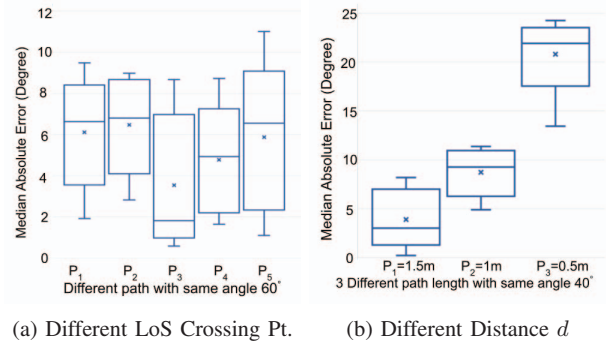 12
10
8
6
4
2
0
Median Absolute Error (Degree)
P₁ P₂ P₃ P₄ P₅
Different path with same angle 60°
(a) Different LoS Crossing Pt.
25
20
15
10
5
0
Median Absolute Error (Degree)
P₁=1.5m P₂=1m P₃=0.5m
3 Different path length with same angle 40°
(b) Different Distance d